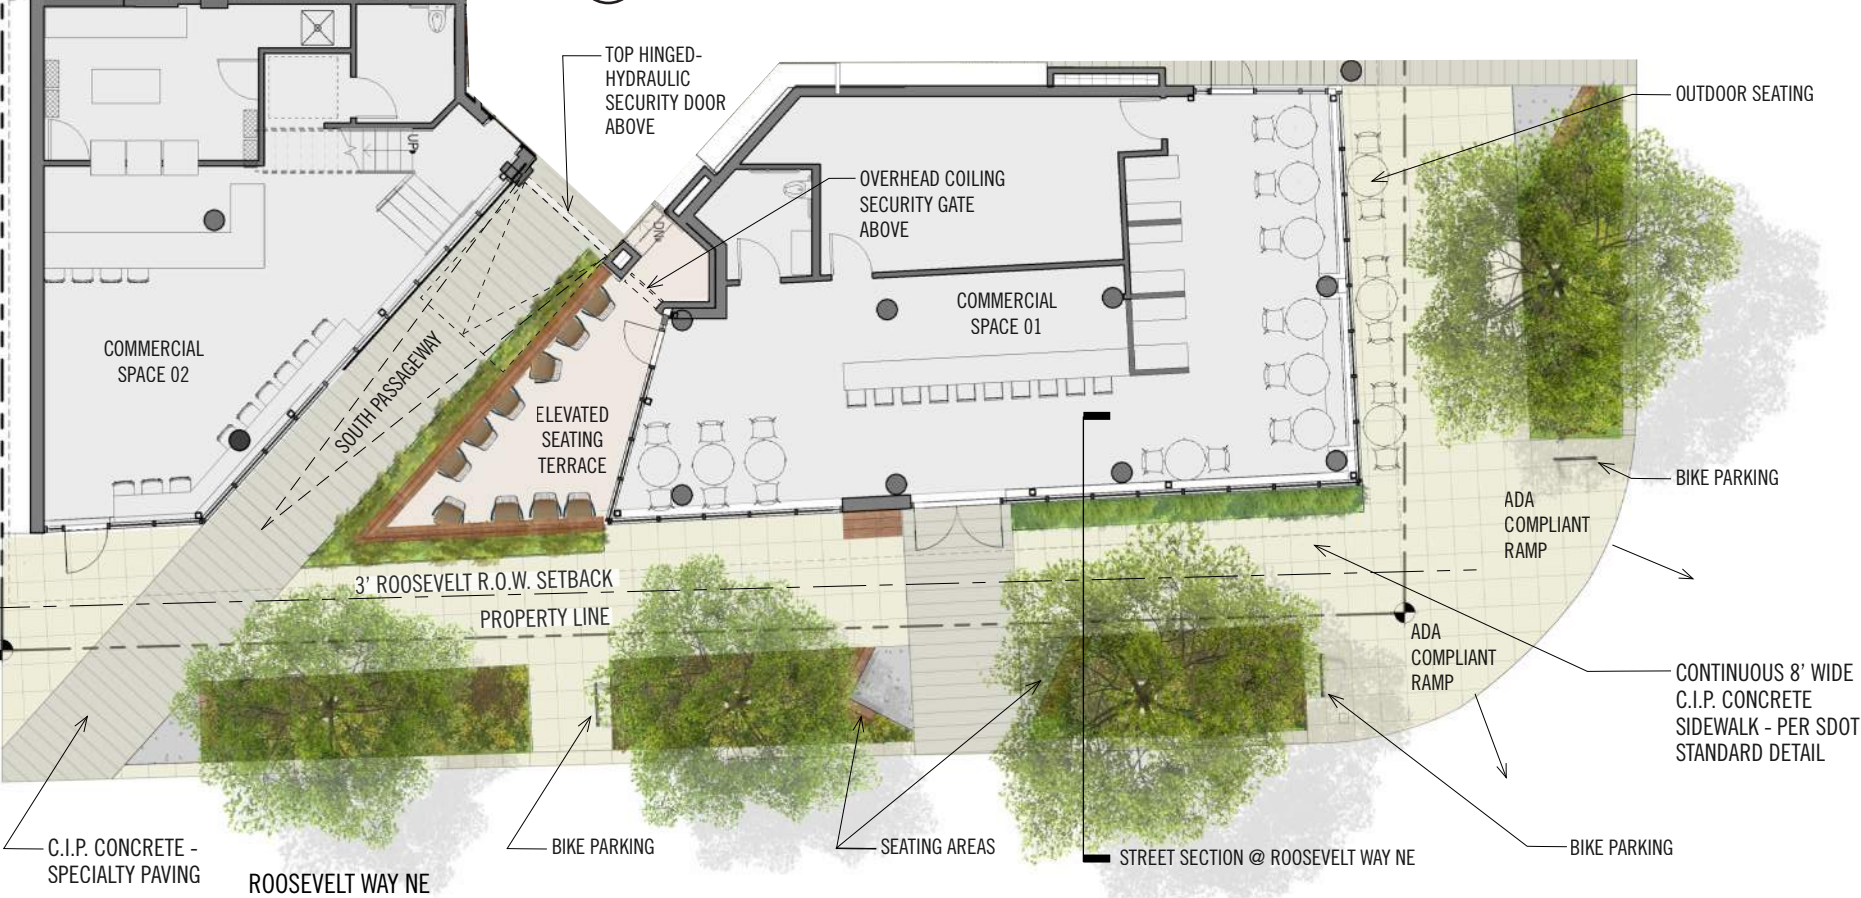 TOP HINGED-
HYDRAULIC
SECURITY DOOR
ABOVE
OUTDOOR SEATING
UP
OVERHEAD COILING
SECURITY GATE
ABOVE
DN
COMMERCIAL
SPACE 01
COMMERCIAL
SPACE 02
SOUTH PASSAGEWAY
ELEVATED
SEATING
TERRACE
BIKE PARKING
ADA
COMPLIANT
RAMP
3' ROOSEVELT R.O.W. SETBACK
PROPERTY LINE
ADA
COMPLIANT
RAMP
CONTINUOUS 8' WIDE
C.I.P. CONCRETE
SIDEWALK - PER SDOT
STANDARD DETAIL
C.I.P. CONCRETE -
SPECIALTY PAVING
BIKE PARKING
SEATING AREAS
STREET SECTION @ ROOSEVELT WAY NE
BIKE PARKING
ROOSEVELT WAY NE